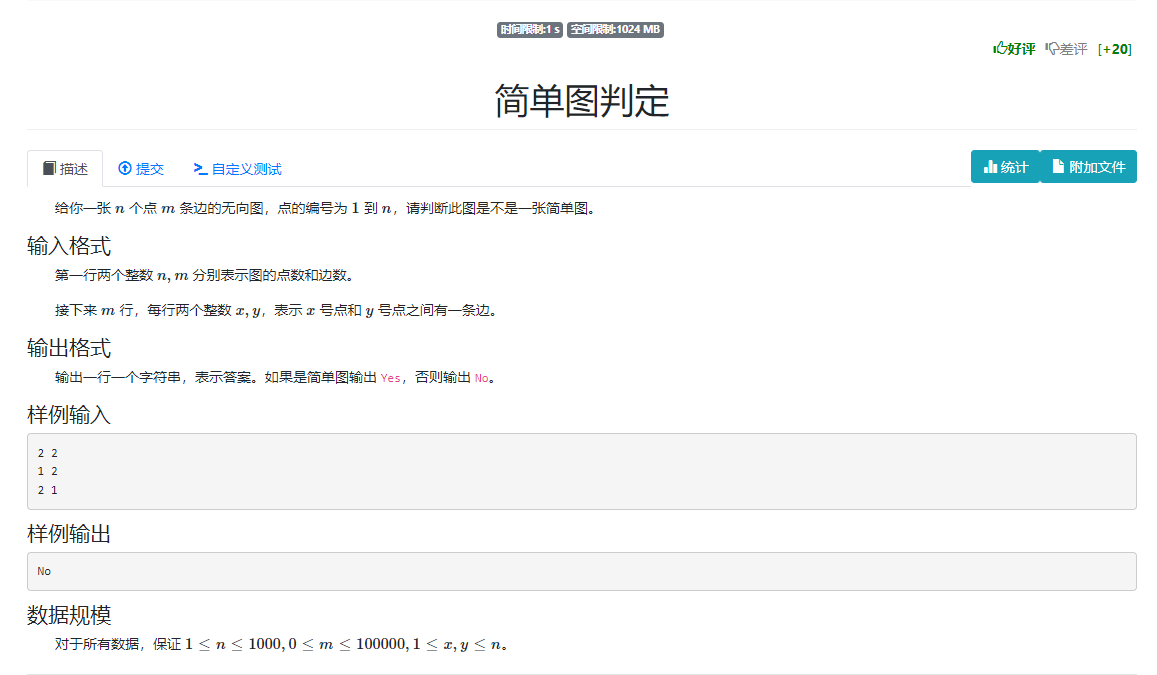 时间限制:1 s 空间限制:1024 MB
好评 差评 [+20]
简单图判定
描述 提交 自定义测试 统计 附加文件
给你一张 n 个点 m 条边的无向图，点的编号为 1 到 n，请判断此图是不是一张简单图。
输入格式
第一行两个整数 n, m 分别表示图的点数和边数。
接下来 m 行，每行两个整数 x, y，表示 x 号点和 y 号点之间有一条边。
输出格式
输出一行一个字符串，表示答案。如果是简单图输出 Yes，否则输出 No。
样例输入
2 2
1 2
2 1
样例输出
No
数据规模
对于所有数据，保证 1 ≤ n ≤ 1000, 0 ≤ m ≤ 100000, 1 ≤ x, y ≤ n。